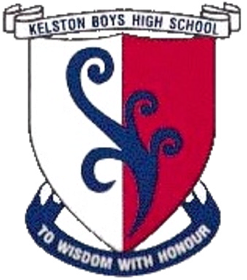 KELSTON BOYS HIGH SCHOOL
TO WISDOM WITH HONOUR